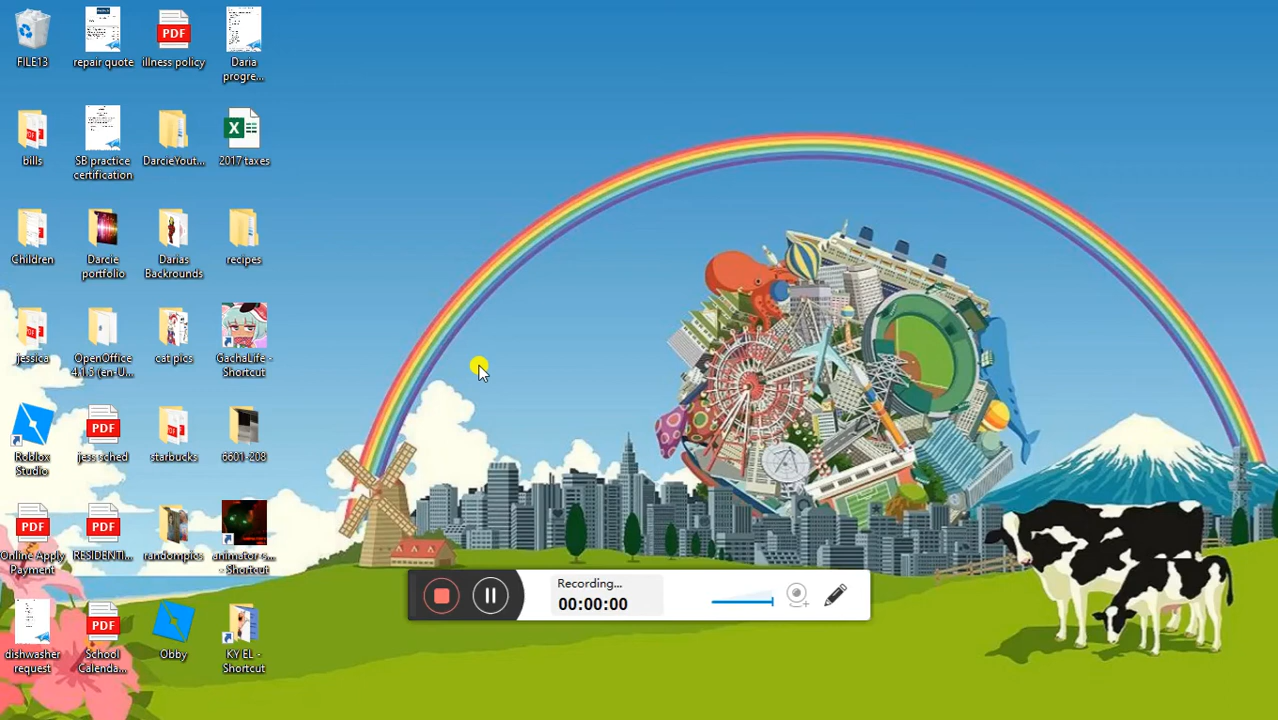 FILE13
repair quote
illness policy
Daria
progre...
bills
SB practice
certification
DarcieYout...
2017 taxes
Children
Darcie
portfolio
Darias
Backrounds
recipes
jessica
OpenOffice
4.1.5 (en-U...
cat pics
GachaLife -
Shortcut
Roblox
Studio
PDF
jess sched
starbucks
6601-208
PDF
Online Apply
Payment
PDF
RESIDENTI...
randompics
animator-s...
- Shortcut
dishwasher
request
PDF
School
Calenda...
Obby
KY EL -
Shortcut
PDF
Recording...
00:00:00